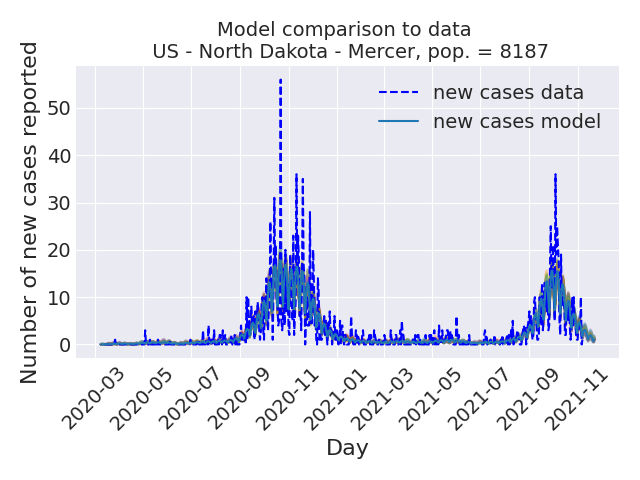 Model comparison to data
US - North Dakota - Mercer, pop. = 8187
Number of new cases reported
50
40
30
20
10
0
new cases data
new cases model
2020-03
2020-05
2020-07
2020-09
2020-11
2021-01
2021-03
2021-05
2021-07
2021-09
2021-11
Day